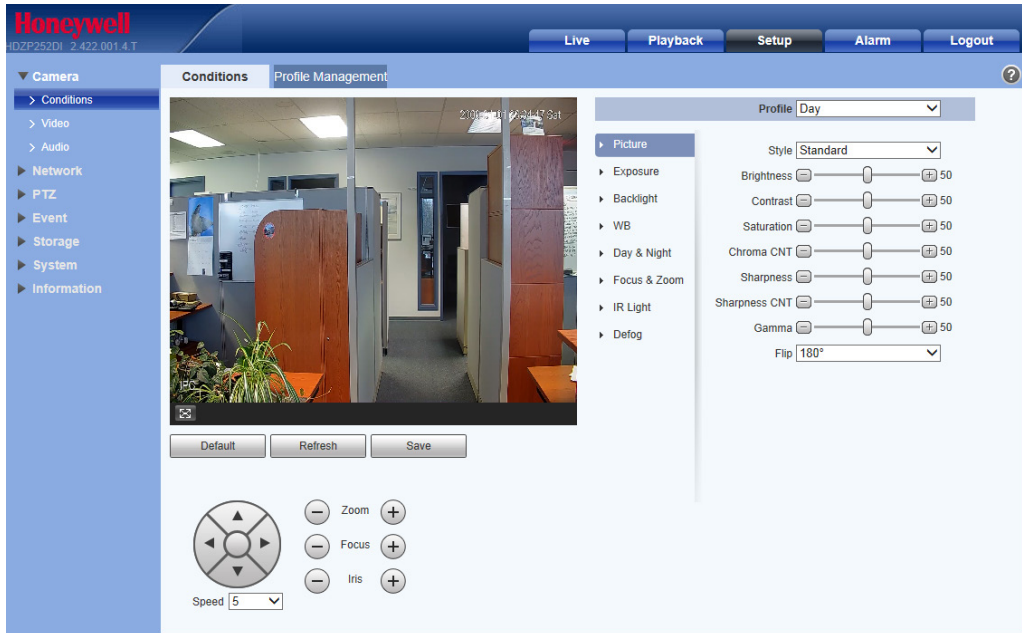 Honeywell
HDZP252DI 2.422.001.4.T
Live
Playback
Setup
Alarm
Logout
Camera
Conditions
Video
Audio
Network
PTZ
Event
Storage
System
Information
Conditions
Profile Management
?
Sat
IPC
Default
Refresh
Save
Zoom
Focus
Iris
Speed 5
Profile Day
Picture
Exposure
Backlight
WB
Day & Night
Focus & Zoom
IR Light
Defog
Style Standard
Brightness 50
Contrast 50
Saturation 50
Chroma CNT 50
Sharpness 50
Sharpness CNT 50
Gamma 50
Flip 180°